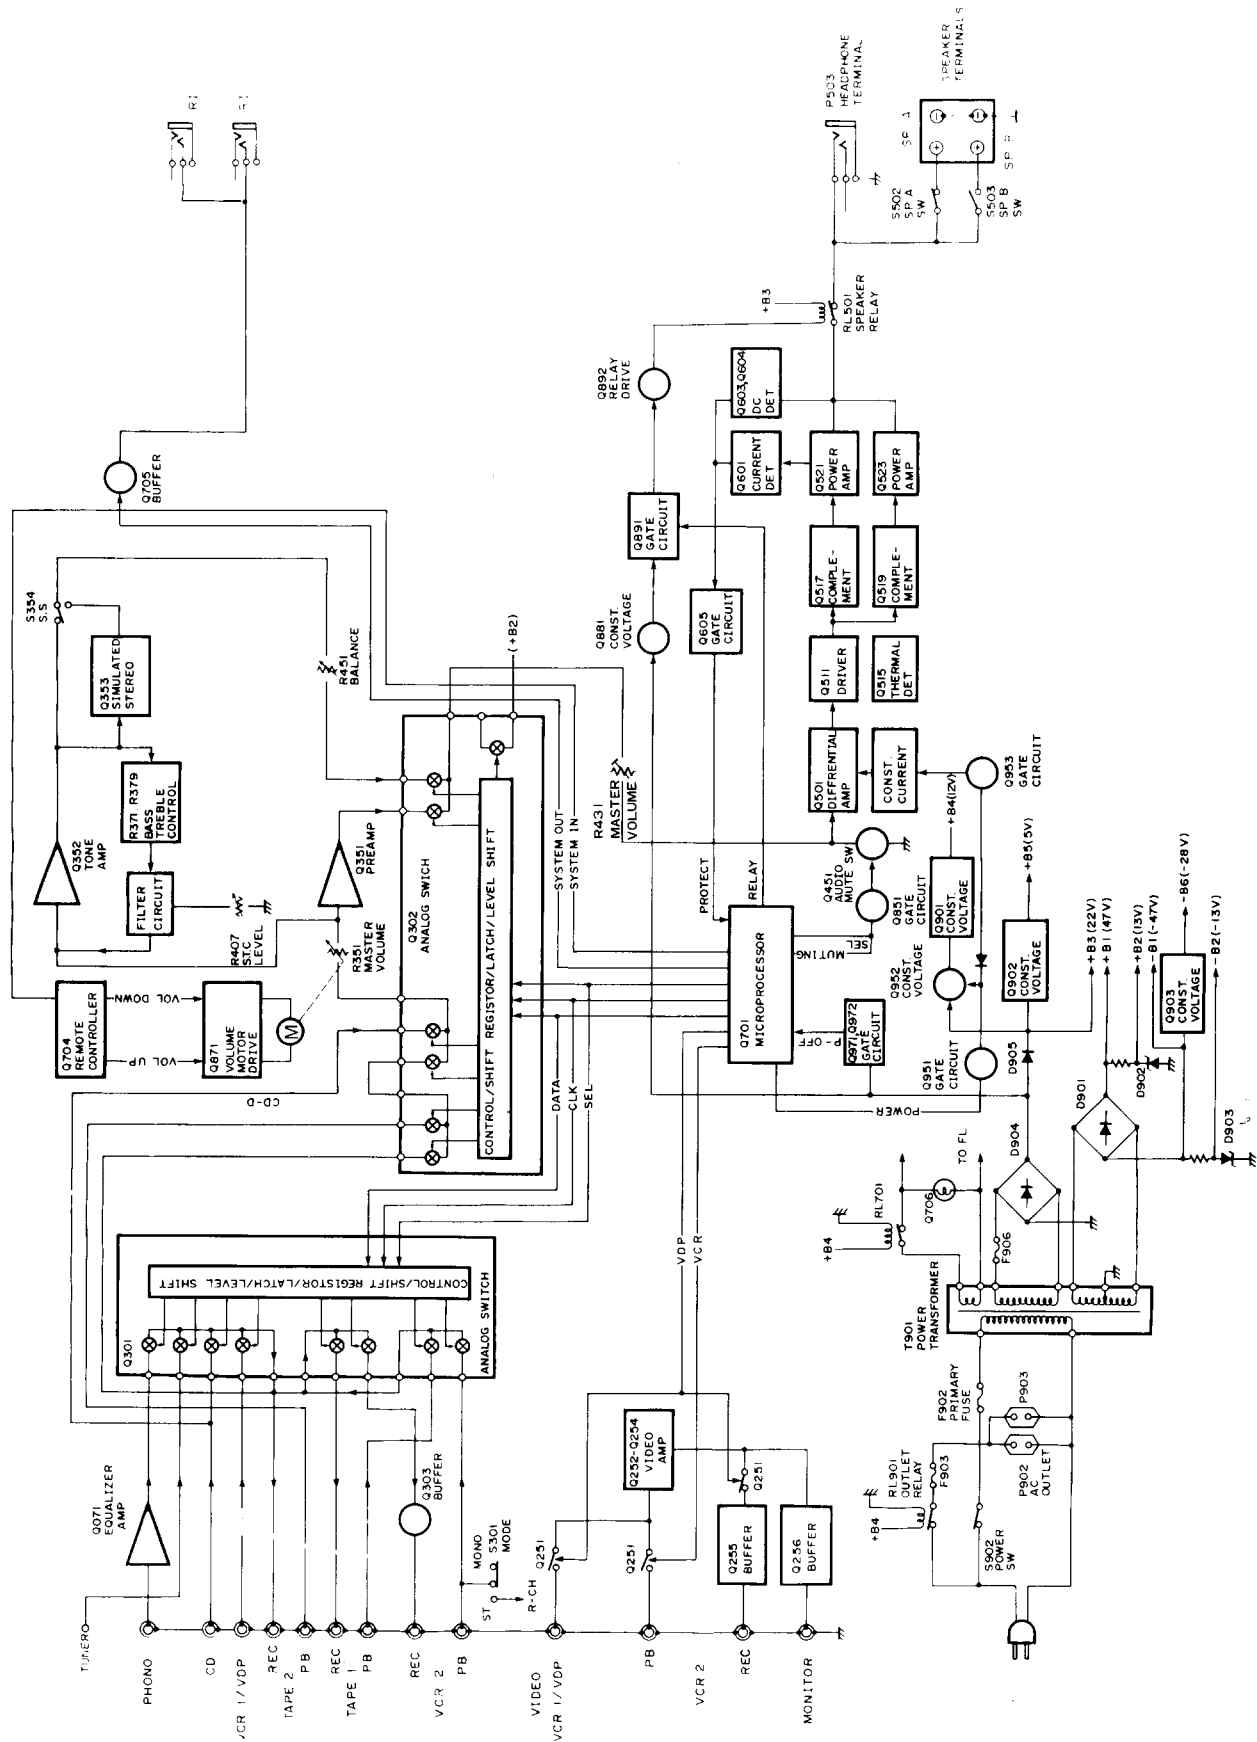 TUNER
PHONO
CD
VCR 1/VDP
REC
TAPE 2
PB
REC
TAPE 1
PB
REC
VCR 2
PB
VIDEO
VCR 1/VDP
PB
VCR 2
REC
MONITOR
Q071
EQUALIZER
AMP
Q303
BUFFER
MONO
S301
MODE
ST
R-CH
Q251
Q251
Q251
Q252-Q254
VIDEO
AMP
Q255
BUFFER
Q256
BUFFER
Q301
CONTROL/SHIFT REGISTOR/LATCH/LEVEL SHIFT
ANALOG SWITCH
VDP
VCR
Q704
REMOTE
CONTROLLER
VOL DOWN
VOL UP
Q871
VOLUME
MOTOR
DRIVE
M
CD-D
R407
S.T.C
LEVEL
FILTER
CIRCUIT
R371 R379
BASS
TREBLE
CONTROL
Q352
TONE
AMP
Q353
SIMULATED
STEREO
S354
S.S
R351
MASTER
VOLUME
Q351
PREAMP
R451
BALANCE
Q302
ANALOG SWICH
CONTROL/SHIFT REGISTOR/LATCH/LEVEL SHIFT
(+B2)
DATA
CLK
SEL
SYSTEM OUT
SYSTEM IN
Q705
BUFFER
R431
MASTER
VOLUME
Q701
MICROPROCESSOR
PROTECT
RELAY
MUTING
SEL
P-OFF
POWER
Q971,Q972
GATE
CIRCUIT
Q451
AUDIO
MUTE SW
Q851
GATE
CIRCUIT
Q881
CONST.
VOLTAGE
Q891
GATE
CIRCUIT
Q892
RELAY
DRIVE
Q605
GATE
CIRCUIT
Q601
CURRENT
DET
Q603,Q604
DC
DET
Q501
DIFFRENTIAL
AMP
CONST.
CURRENT
Q511
DRIVER
Q515
THERMAL
DET
Q517
COMPLE-
MENT
Q519
COMPLE-
MENT
Q521
POWER
AMP
Q523
POWER
AMP
+B3
RL501
SPEAKER
RELAY
P503
HEADPHONE
TERMINAL
S502
SP A
SW
S503
SP B
SW
SP A
SPEAKER
TERMINALS
Q953
GATE
CIRCUIT
Q951
GATE
CIRCUIT
Q952
CONST
VOLTAGE
Q901
CONST.
VOLTAGE
+B4(12V)
Q902
CONST.
VOLTAGE
+B5(5V)
+B3(22V)
+B1(47V)
+B2(13V)
-B1(-47V)
Q903
CONST
VOLTAGE
-B6(-28V)
-B2(-13V)
D905
D904
D901
D902
D903
TO FL
+B4
RL701
Q706
F906
T901
POWER
TRANSFORMER
F902
PRIMARY
FUSE
P903
P902
AC
OUTLET
F903
RL901
OUTLET
RELAY
+B4
S902
POWER
SW